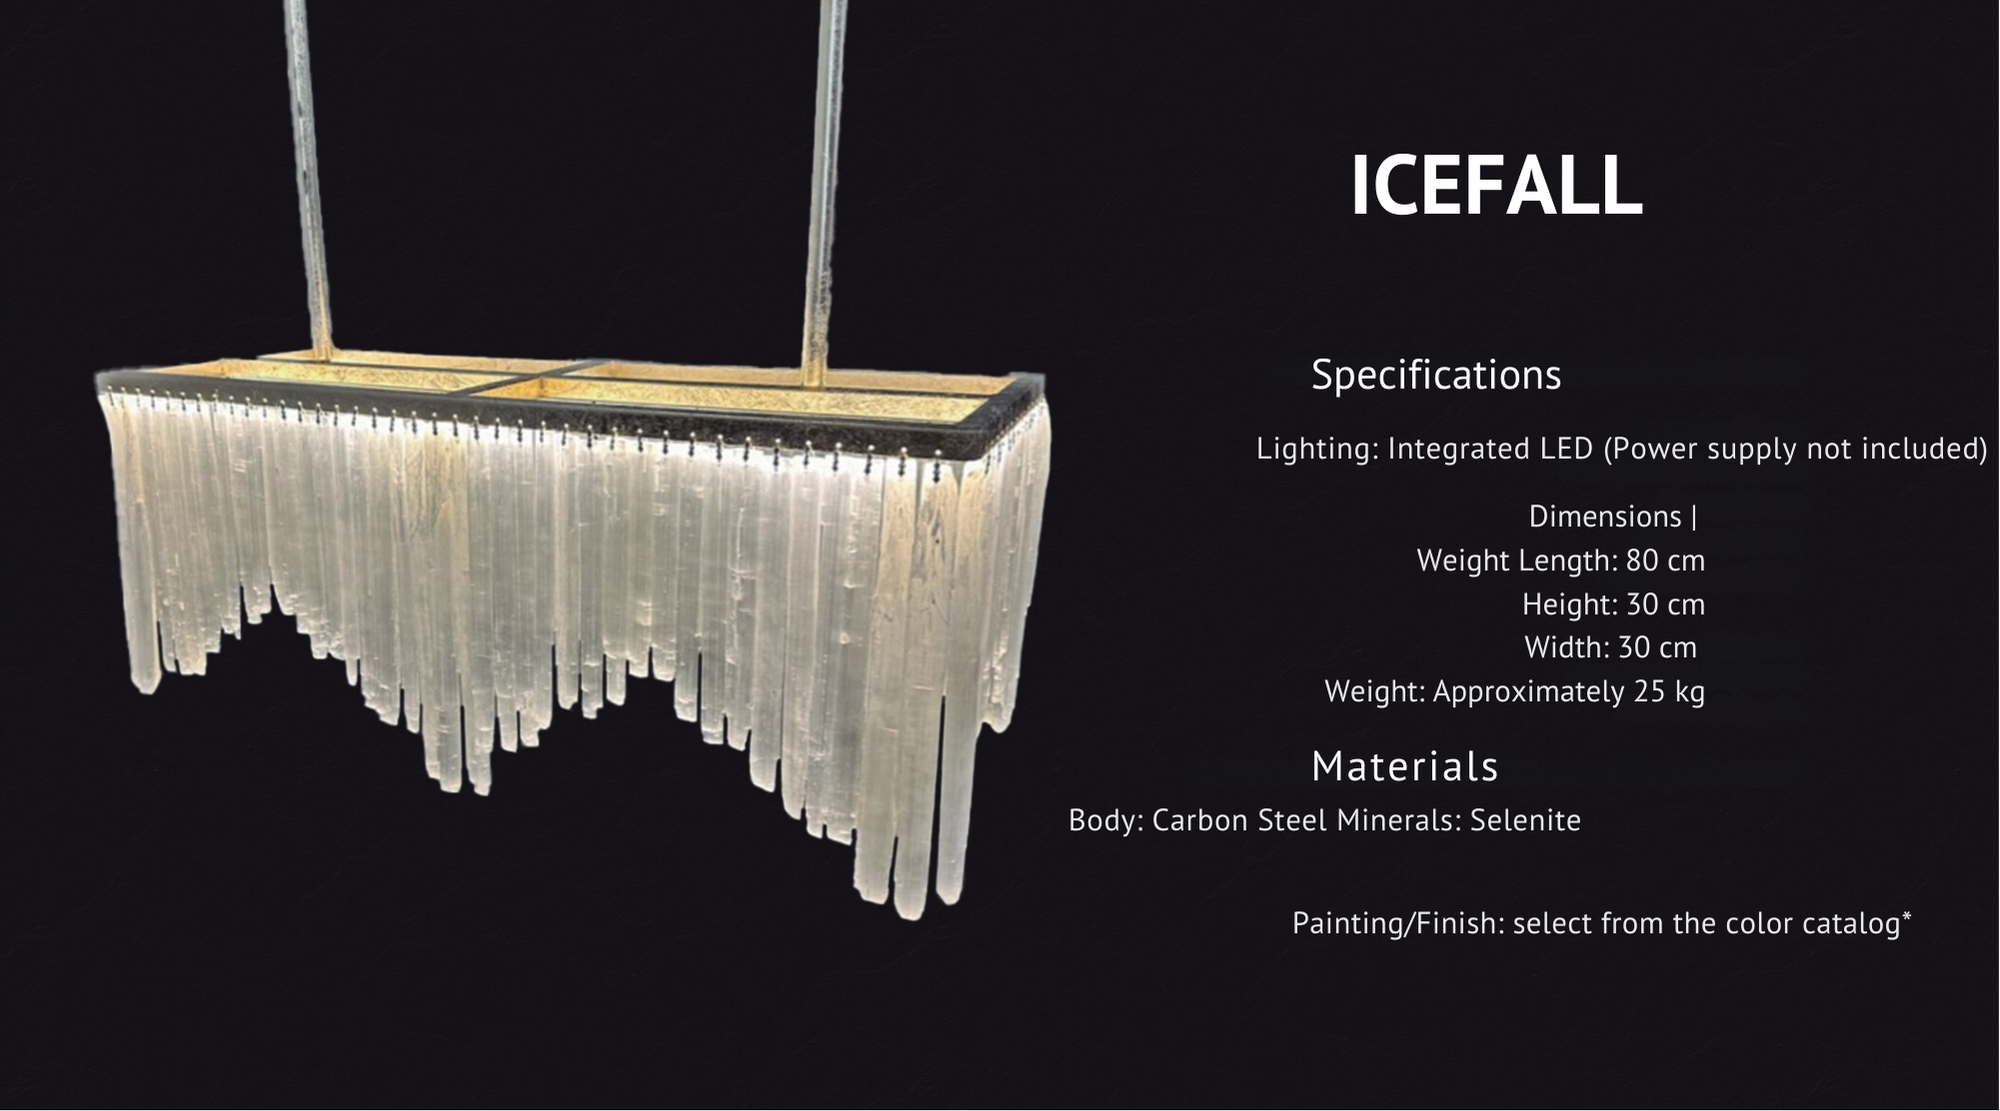 ICEFALL
Specifications
Lighting: Integrated LED (Power supply not included)
Dimensions |
Weight Length: 80 cm
Height: 30 cm
Width: 30 cm
Weight: Approximately 25 kg
Materials
Body: Carbon Steel Minerals: Selenite
Painting/Finish: select from the color catalog*